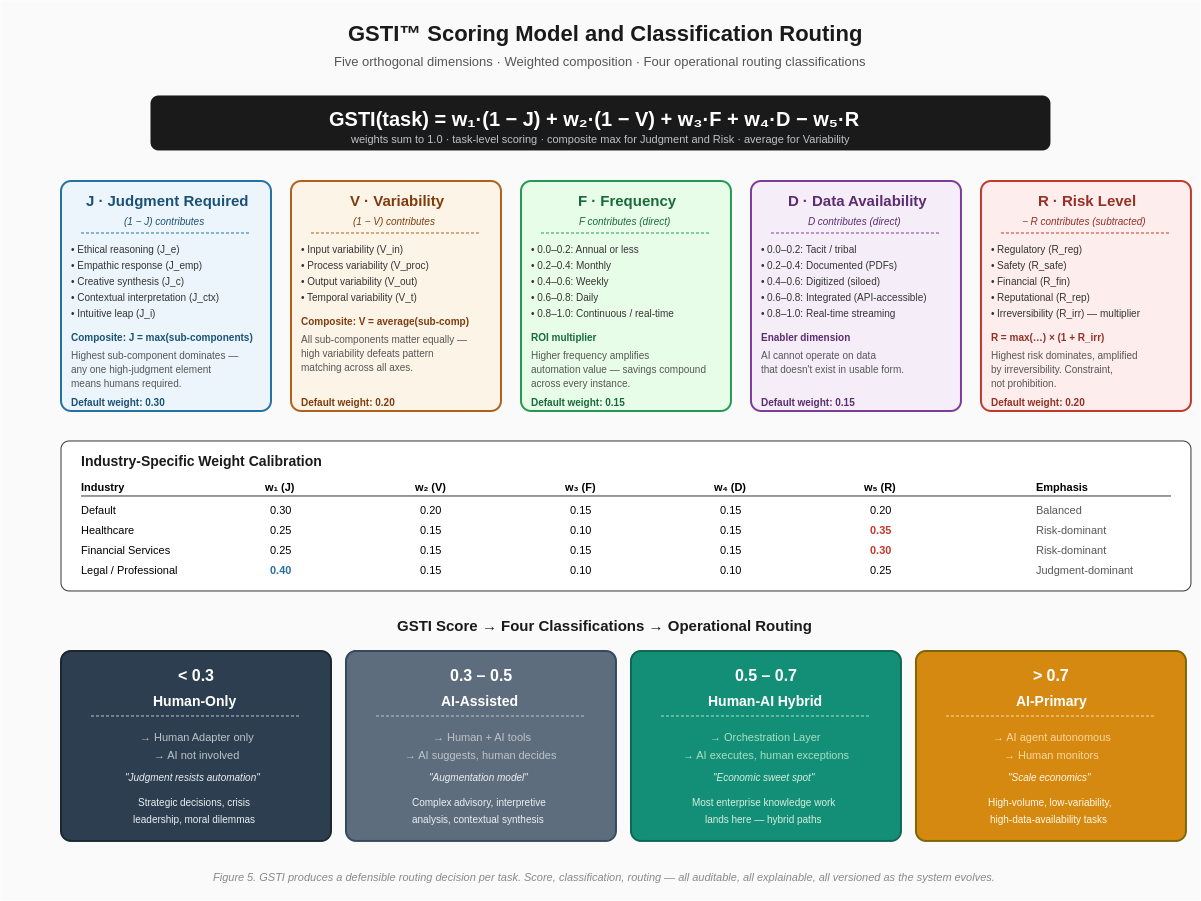 GSTI™ Scoring Model and Classification Routing
Five orthogonal dimensions · Weighted composition · Four operational routing classifications
GSTI(task) = w₁·(1 − J) + w₂·(1 − V) + w₃·F + w₄·D − w₅·R
weights sum to 1.0 · task-level scoring · composite max for Judgment and Risk · average for Variability
J · Judgment Required
(1 − J) contributes
• Ethical reasoning (J_e)
• Empathic response (J_emp)
• Creative synthesis (J_c)
• Contextual interpretation (J_ctx)
• Intuitive leap (J_i)
Composite: J = max(sub-components)
Highest sub-component dominates —
any one high-judgment element
means humans required.
Default weight: 0.30
V · Variability
(1 − V) contributes
• Input variability (V_in)
• Process variability (V_proc)
• Output variability (V_out)
• Temporal variability (V_t)
Composite: V = average(sub-comp)
All sub-components matter equally —
high variability defeats pattern
matching across all axes.
Default weight: 0.20
F · Frequency
F contributes (direct)
• 0.0–0.2: Annual or less
• 0.2–0.4: Monthly
• 0.4–0.6: Weekly
• 0.6–0.8: Daily
• 0.8–1.0: Continuous / real-time
ROI multiplier
Higher frequency amplifies
automation value — savings compound
across every instance.
Default weight: 0.15
D · Data Availability
D contributes (direct)
• 0.0–0.2: Tacit / tribal
• 0.2–0.4: Documented (PDFs)
• 0.4–0.6: Digitized (siloed)
• 0.6–0.8: Integrated (API-accessible)
• 0.8–1.0: Real-time streaming
Enabler dimension
AI cannot operate on data
that doesn't exist in usable form.
Default weight: 0.15
R · Risk Level
− R contributes (subtracted)
• Regulatory (R_reg)
• Safety (R_safe)
• Financial (R_fin)
• Reputational (R_rep)
• Irreversibility (R_irr) — multiplier
R = max(…) × (1 + R_irr)
Highest risk dominates, amplified
by irreversibility. Constraint,
not prohibition.
Default weight: 0.20
Industry-Specific Weight Calibration
Industry w₁ (J) w₂ (V) w₃ (F) w₄ (D) w₅ (R) Emphasis
Default 0.30 0.20 0.15 0.15 0.20 Balanced
Healthcare 0.25 0.15 0.10 0.15 0.35 Risk-dominant
Financial Services 0.25 0.15 0.15 0.15 0.30 Risk-dominant
Legal / Professional 0.40 0.15 0.10 0.10 0.25 Judgment-dominant
GSTI Score → Four Classifications → Operational Routing
< 0.3
Human-Only
→ Human Adapter only
→ AI not involved
"Judgment resists automation"
Strategic decisions, crisis
leadership, moral dilemmas
0.3 – 0.5
AI-Assisted
→ Human + AI tools
→ AI suggests, human decides
"Augmentation model"
Complex advisory, interpretive
analysis, contextual synthesis
0.5 – 0.7
Human-AI Hybrid
→ Orchestration Layer
→ AI executes, human exceptions
"Economic sweet spot"
Most enterprise knowledge work
lands here — hybrid paths
> 0.7
AI-Primary
→ AI agent autonomous
→ Human monitors
"Scale economics"
High-volume, low-variability,
high-data-availability tasks
Figure 5. GSTI produces a defensible routing decision per task. Score, classification, routing — all auditable, all explainable, all versioned as the system evolves.